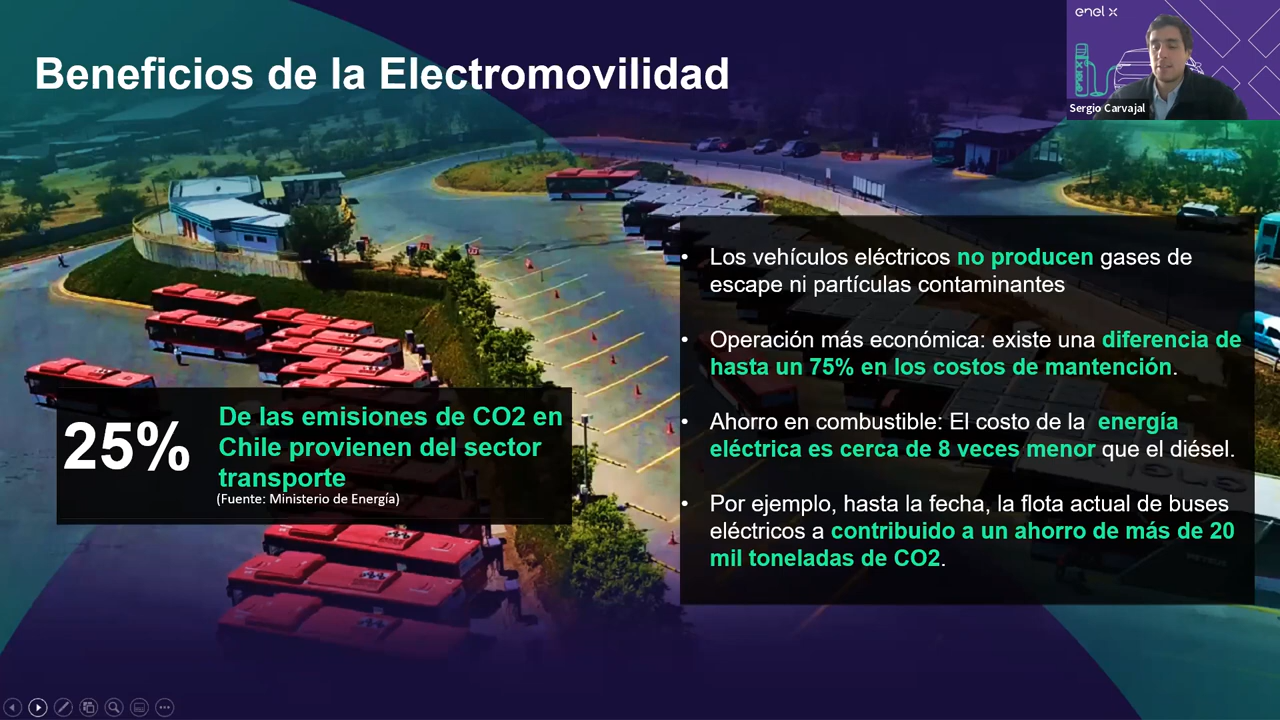 Beneficios de la Electromovilidad
enel x
Sergio Carvajal
25%
De las emisiones de CO2 en
Chile provienen del sector
transporte
(Fuente: Ministerio de Energía)
• Los vehículos eléctricos no producen gases de
escape ni partículas contaminantes
• Operación más económica: existe una diferencia de
hasta un 75% en los costos de mantención.
• Ahorro en combustible: El costo de la energía
eléctrica es cerca de 8 veces menor que el diésel.
• Por ejemplo, hasta la fecha, la flota actual de buses
eléctricos a contribuido a un ahorro de más de 20
mil toneladas de CO2.